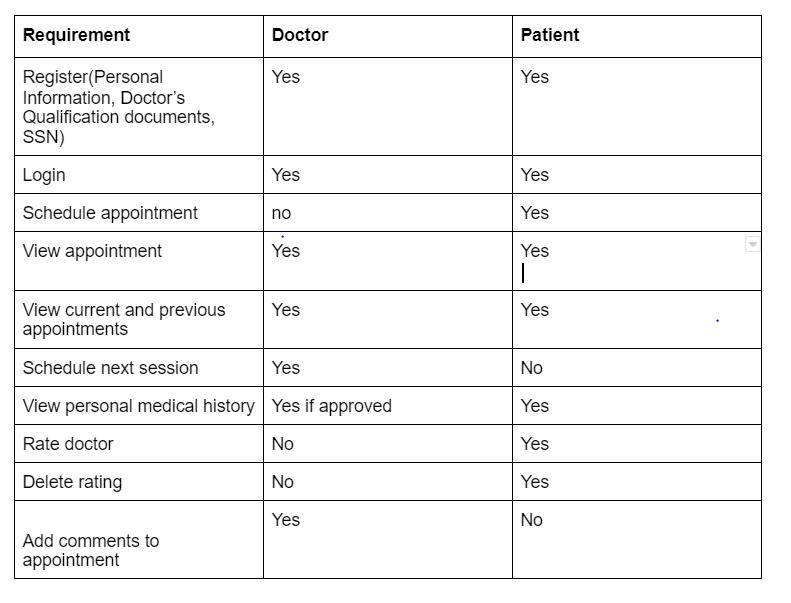 Requirement Doctor Patient
Register(Personal Yes Yes
Information, Doctor's
Qualification documents,
SSN)
Login Yes Yes
Schedule appointment no Yes
View appointment Yes Yes
View current and previous Yes Yes
appointments
Schedule next session Yes No
View personal medical history Yes if approved Yes
Rate doctor No Yes
Delete rating No Yes
Yes No
Add comments to
appointment